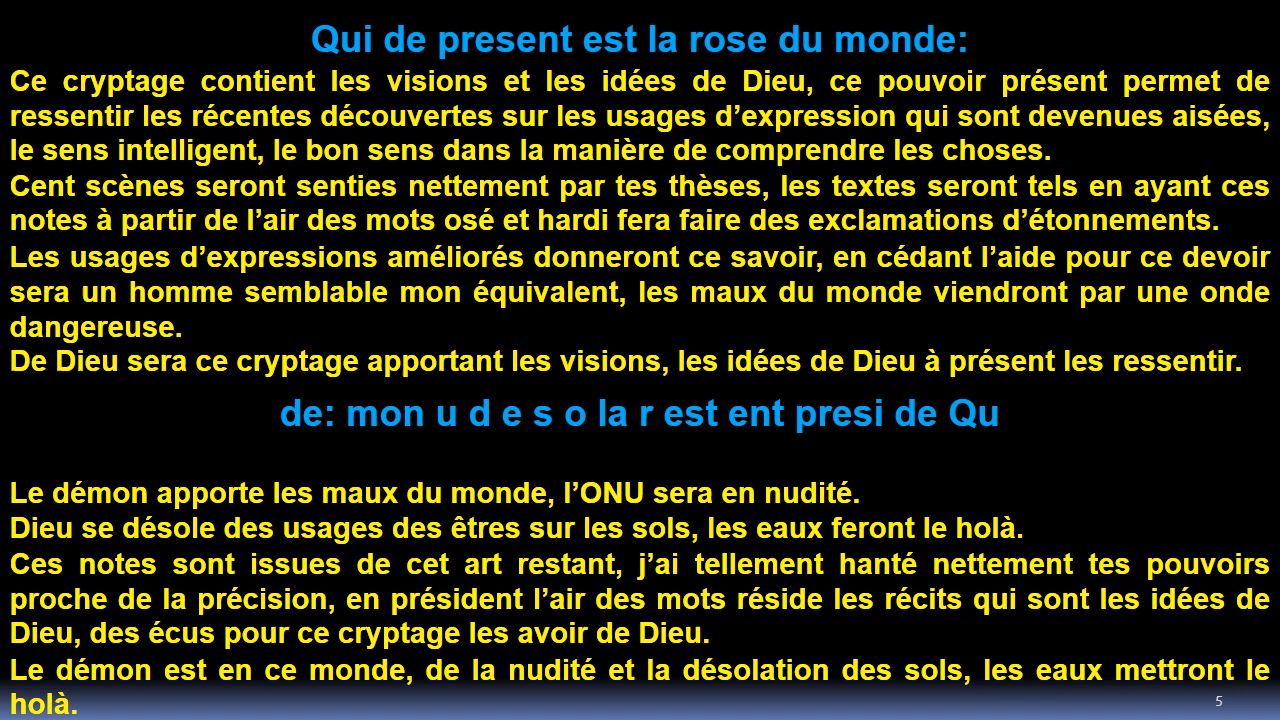 Qui de present est la rose du monde:
Ce cryptage contient les visions et les idées de Dieu, ce pouvoir présent permet de
ressentir les récentes découvertes sur les usages d’expression qui sont devenues aisées,
le sens intelligent, le bon sens dans la manière de comprendre les choses.
Cent scènes seront senties nettement par tes thèses, les textes seront tels en ayant ces
notes à partir de l’air des mots osé et hardi fera faire des exclamations d’étonnements.
Les usages d’expressions améliorés donneront ce savoir, en cédant l’aide pour ce devoir
sera un homme semblable mon équivalent, les maux du monde viendront par une onde
dangereuse.
De Dieu sera ce cryptage apportant les visions, les idées de Dieu à présent les ressentir.
de: mon u d e s o la r est ent presi de Qu
Le démon apporte les maux du monde, l’ONU sera en nudité.
Dieu se désole des usages des êtres sur les sols, les eaux feront le holà.
Ces notes sont issues de cet art restant, j’ai tellement hanté nettement tes pouvoirs
proche de la précision, en président l’air des mots réside les récits qui sont les idées de
Dieu, des écus pour ce cryptage les avoir de Dieu.
Le démon est en ce monde, de la nudité et la désolation des sols, les eaux mettront le
holà.
5